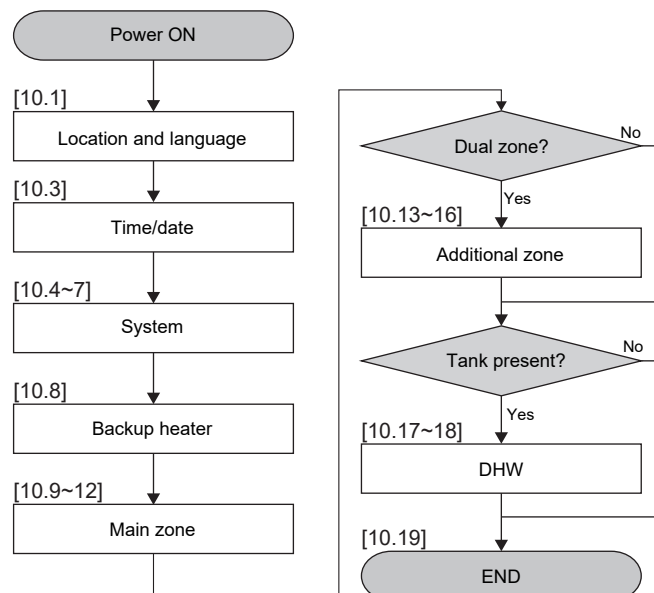 Power ON
[10.1]
Location and language
[10.3]
Time/date
[10.4~7]
System
[10.8]
Backup heater
[10.9~12]
Main zone
Dual zone?
No
Yes
[10.13~16]
Additional zone
Tank present?
No
Yes
[10.17~18]
DHW
[10.19]
END